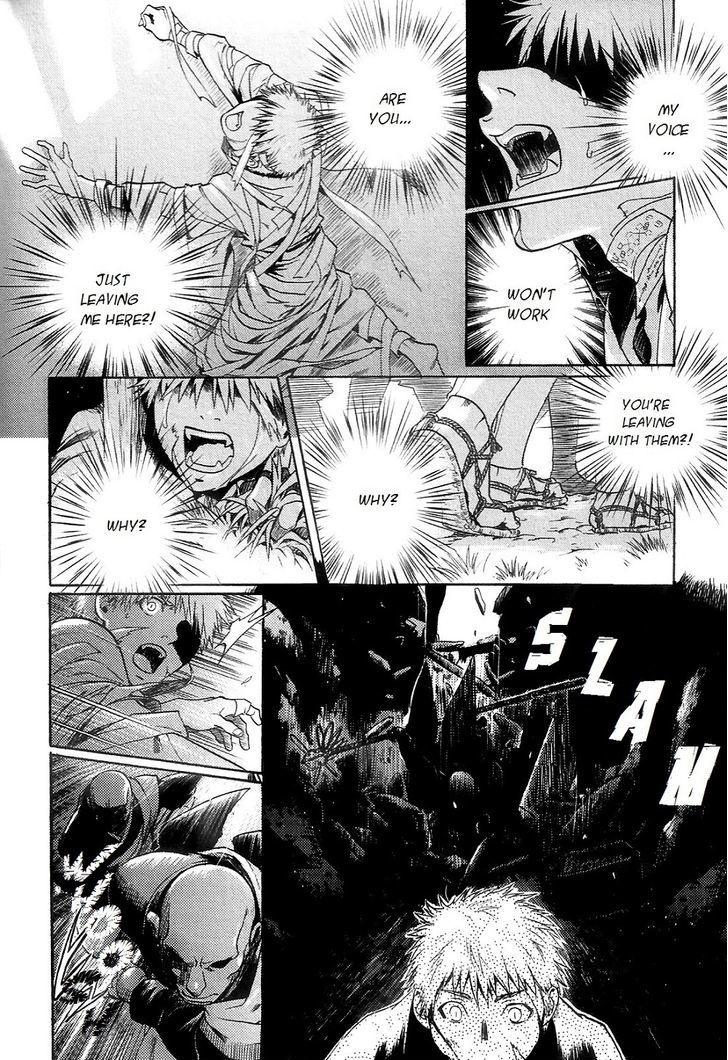 MY
VOICE
...
WON'T
WORK
ARE
YOU...
JUST
LEAVING
ME HERE?!
YOU'RE
LEAVING
WITH THEM?!
WHY?
WHY?
SLAM